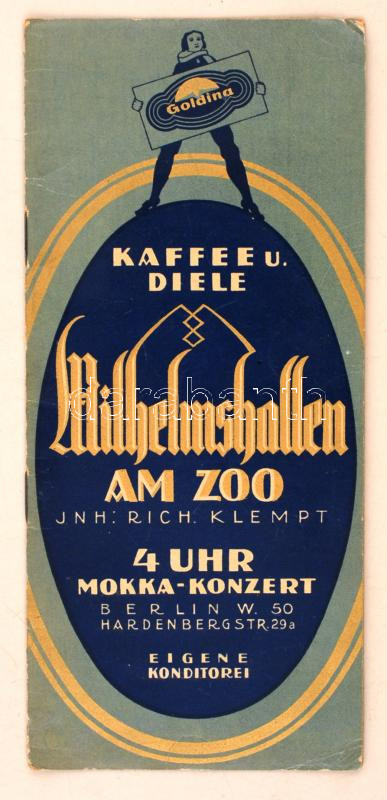 Goldina
KAFFEE U.
DIELE
Wilhelmshallen
darabanth
AM ZOO
JNH: RICH. KLEMPT
4 UHR
MOKKA-KONZERT
BERLIN W. 50
HARDENBERGSTR. 29a
EIGENE
KONDITOREI